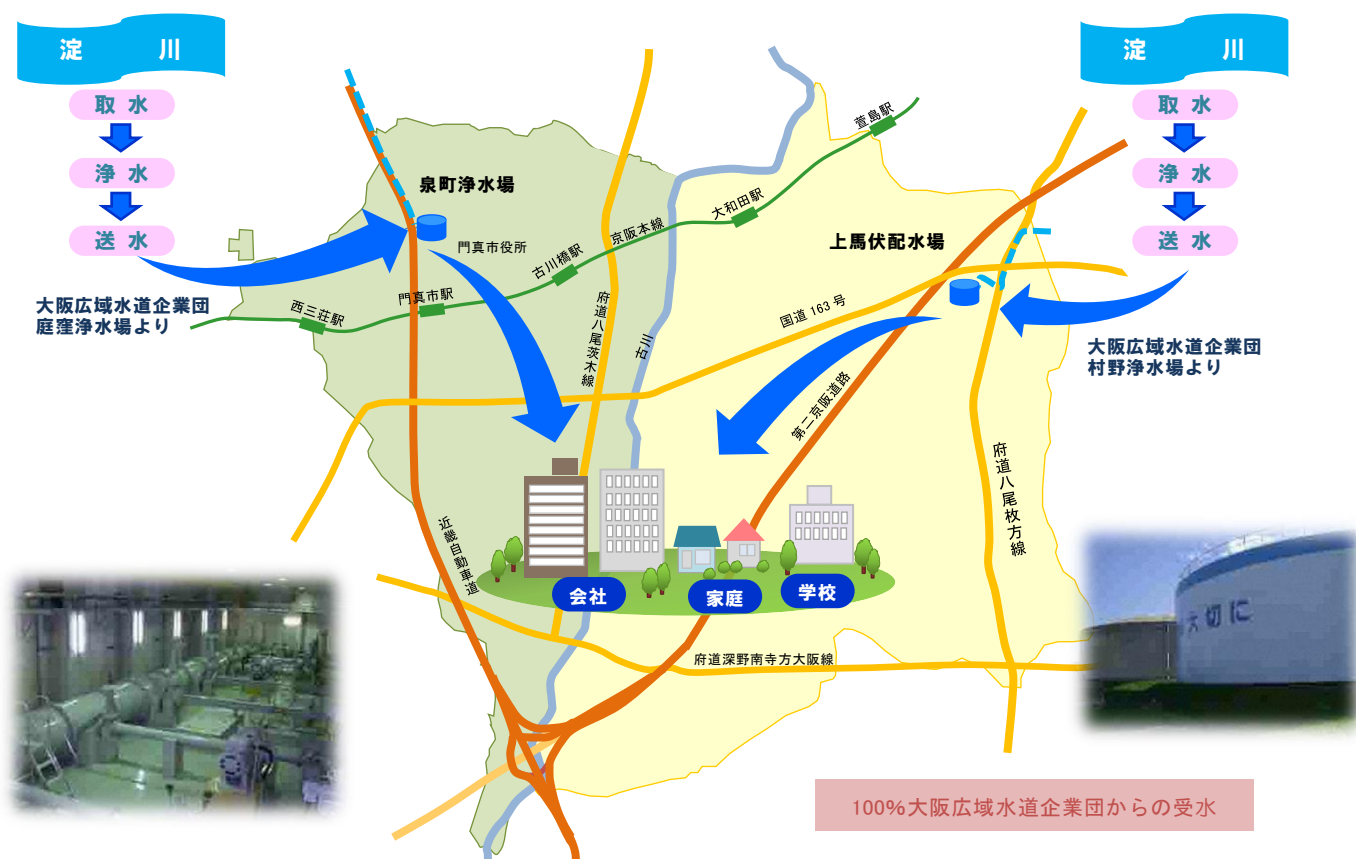 淀 川
取 水
浄 水
送 水
大阪広域水道企業団
庭窪浄水場より
淀 川
取 水
浄 水
送 水
大阪広域水道企業団
村野浄水場より
泉町浄水場
門真市役所
上馬伏配水場
萱島駅
大和田駅
京阪本線
古川橋駅
門真市駅
西三荘駅
府道八尾茨木線
国道 163 号
第二京阪道路
府道八尾枚方線
近畿自動車道
府道深野南寺方大阪線
会社
家庭
学校
大切に
100%大阪広域水道企業団からの受水